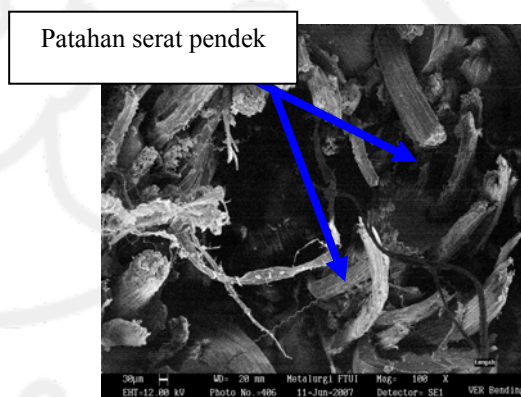 Patahan serat pendek
tengah
30μm WD= 20 mm Metalurgi FTUI Mag= 100 X
EHT=12.00 kV Photo No.=406 11-Jun-2007 Detector= SE1 VER Bending